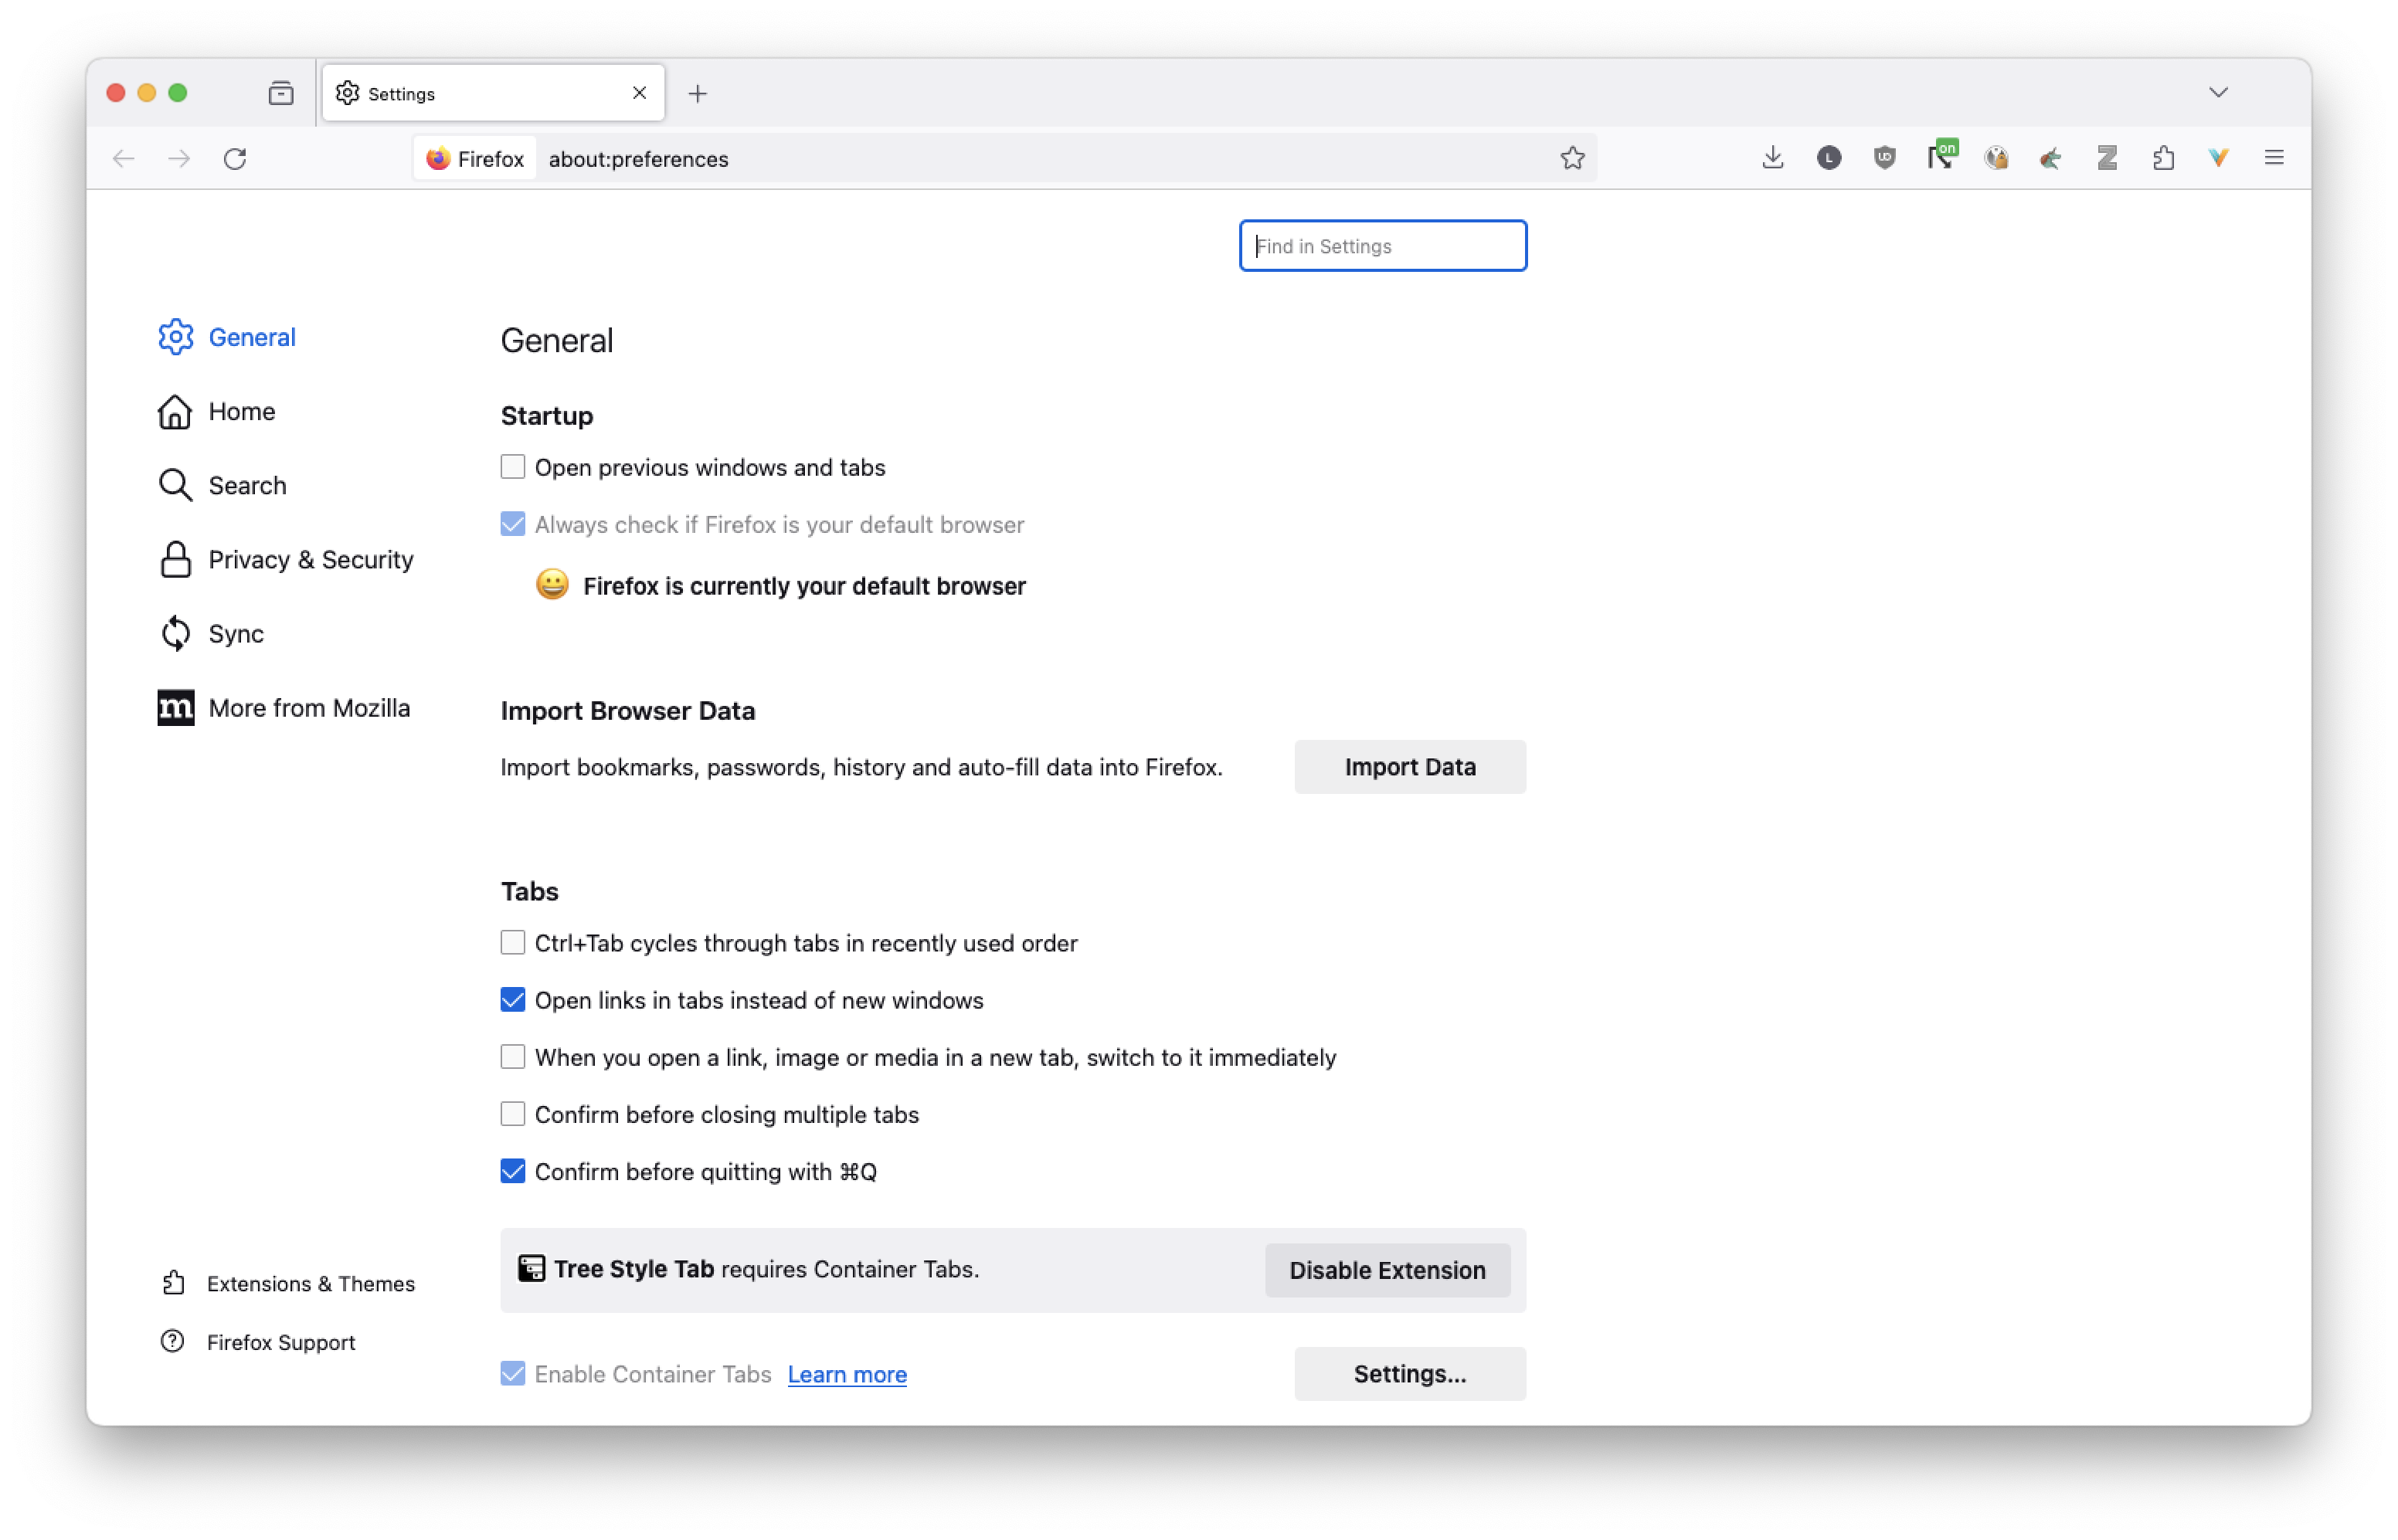 Settings
Firefox about:preferences
L
UD
on
Z
Find in Settings
General
Home
Search
Privacy & Security
Sync
m More from Mozilla
Extensions & Themes
Firefox Support
General
Startup
Open previous windows and tabs
Always check if Firefox is your default browser
Firefox is currently your default browser
Import Browser Data
Import bookmarks, passwords, history and auto-fill data into Firefox.
Import Data
Tabs
Ctrl+Tab cycles through tabs in recently used order
Open links in tabs instead of new windows
When you open a link, image or media in a new tab, switch to it immediately
Confirm before closing multiple tabs
Confirm before quitting with ⌘Q
Tree Style Tab requires Container Tabs.
Disable Extension
Enable Container Tabs Learn more
Settings...